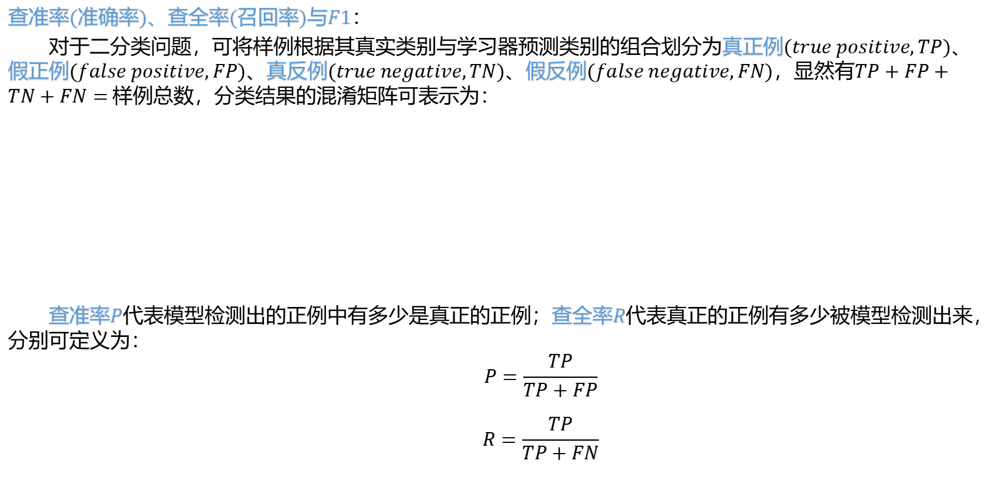 查准率(准确率)、查全率(召回率)与F1：
对于二分类问题，可将样例根据其真实类别与学习器预测类别的组合划分为真正例(true positive, TP)、
假正例(false positive, FP)、真反例(true negative, TN)、假反例(false negative, FN)，显然有TP + FP +
TN + FN = 样例总数，分类结果的混淆矩阵可表示为：
查准率P代表模型检测出的正例中有多少是真正的正例；查全率R代表真正的正例有多少被模型检测出来，
分别可定义为：
P = TP / (TP + FP)
R = TP / (TP + FN)